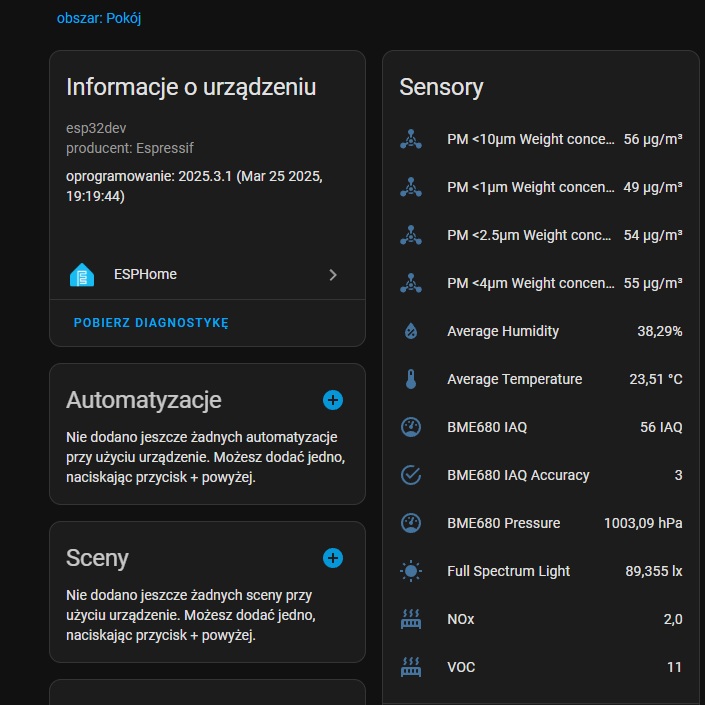 obszar: Pokój
Informacje o urządzeniu
esp32dev
producent: Espressif
oprogramowanie: 2025.3.1 (Mar 25 2025,
19:19:44)
ESPHome
POBIERZ DIAGNOSTYKĘ
Automatyzacje
Nie dodano jeszcze żadnych automatyzacje
przy użyciu urządzenie. Możesz dodać jedno,
naciskając przycisk + powyżej.
Sceny
Nie dodano jeszcze żadnych sceny przy
użyciu urządzenie. Możesz dodać jedno,
naciskając przycisk + powyżej.
Sensory
PM <10µm Weight conce... 56 µg/m³
PM <1µm Weight concen... 49 µg/m³
PM <2.5µm Weight conc... 54 µg/m³
PM <4µm Weight concen... 55 µg/m³
Average Humidity 38,29%
Average Temperature 23,51 °C
BME680 IAQ 56 IAQ
BME680 IAQ Accuracy 3
BME680 Pressure 1003,09 hPa
Full Spectrum Light 89,355 lx
NOx 2,0
VOC 11